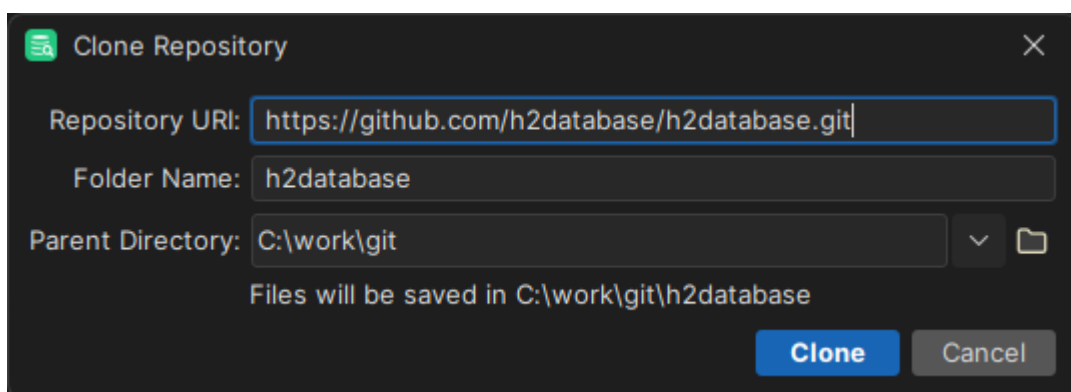 Clone Repository
Repository URI: https://github.com/h2database/h2database.git
Folder Name: h2database
Parent Directory: C:\work\git
Files will be saved in C:\work\git\h2database
Clone Cancel